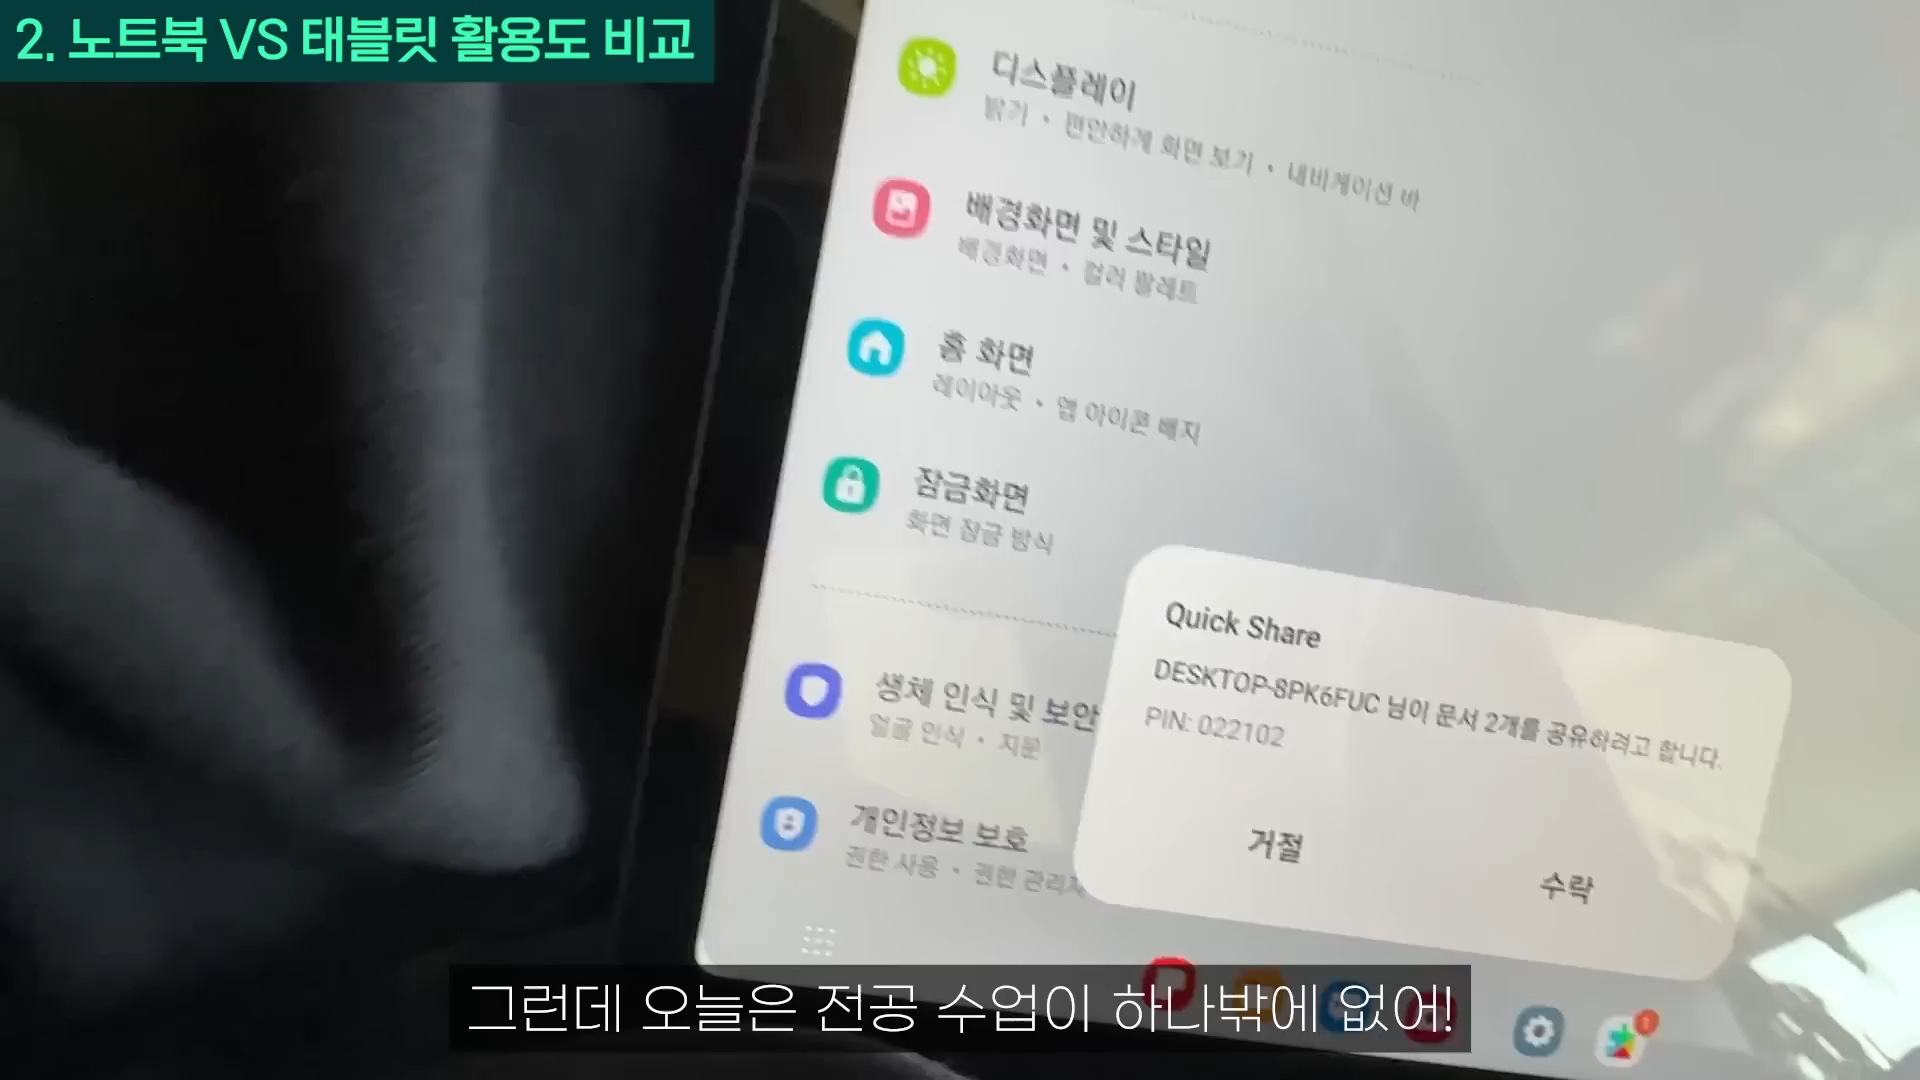 2. 노트북 VS 태블릿 활용도 비교
디스플레이
밝기 • 편안하게 화면 보기 • 내비게이션 바
배경화면 및 스타일
배경화면 • 컬러 팔레트
홈 화면
레이아웃 • 앱 아이콘 배지
잠금화면
화면 잠금 방식
생체 인식 및 보안
얼굴 인식 • 지문
개인정보 보호
권한 사용 • 권한 관리자
Quick Share
DESKTOP-8PK6FUC 님이 문서 2개를 공유하려고 합니다.
PIN: 022102
거절
수락
그런데 오늘은 전공 수업이 하나밖에 없어!